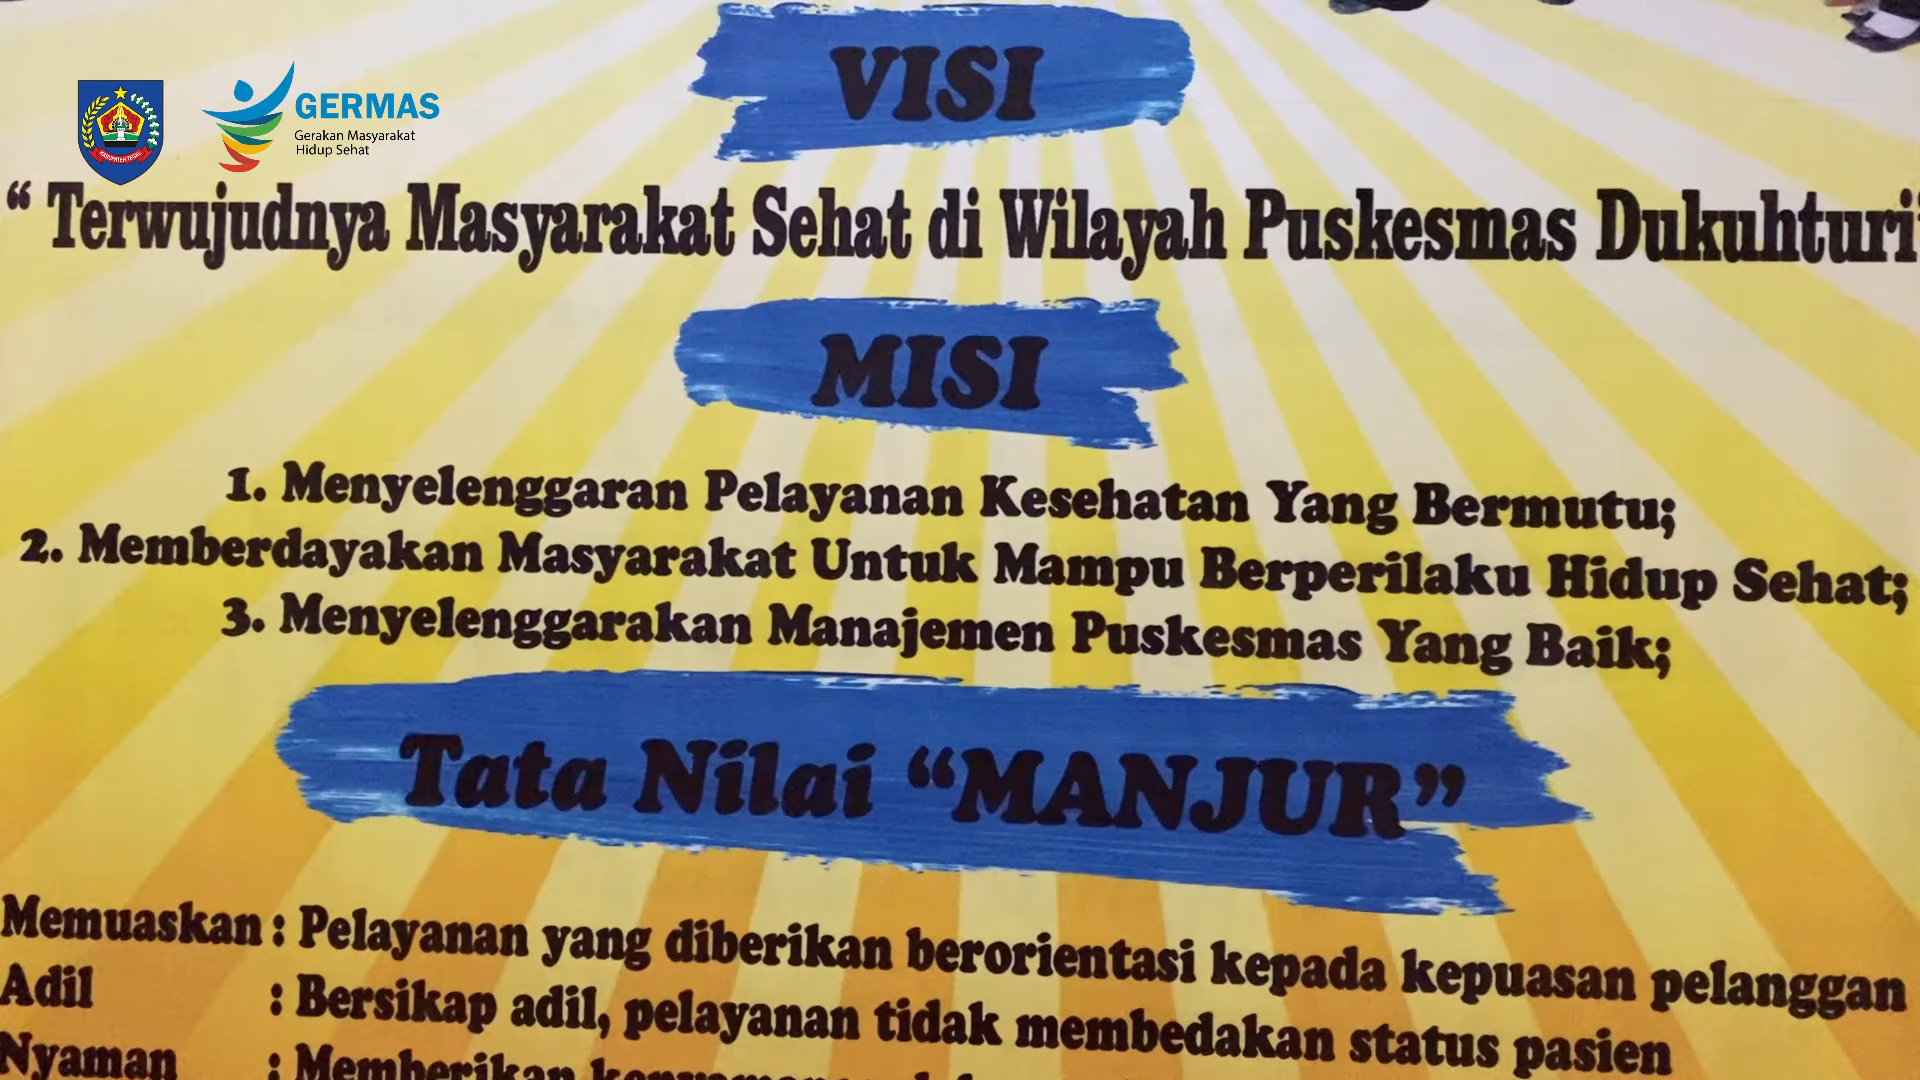 VISI
KABUPATEN TEGAL
GERMAS
Gerakan Masyarakat
Hidup Sehat
“ Terwujudnya Masyarakat Sehat di Wilayah Puskesmas Dukuhturi"
MISI
1. Menyelenggaran Pelayanan Kesehatan Yang Bermutu;
2. Memberdayakan Masyarakat Untuk Mampu Berperilaku Hidup Sehat;
3. Menyelenggarakan Manajemen Puskesmas Yang Baik;
Tata Nilai “MANJUR”
Memuaskan : Pelayanan yang diberikan berorientasi kepada kepuasan pelanggan
Adil : Bersikap adil, pelayanan tidak membedakan status pasien
Nyaman : Memberikan